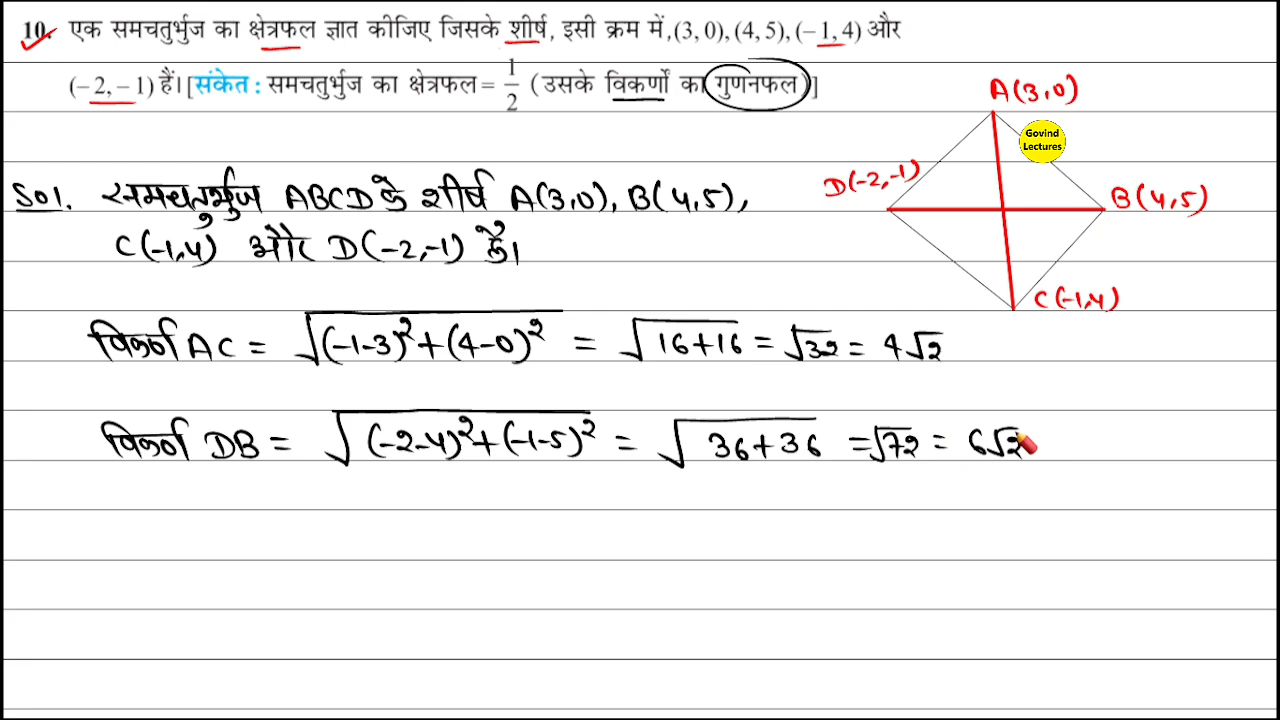 10. एक समचतुर्भुज का क्षेत्रफल ज्ञात कीजिए जिसके शीर्ष, इसी क्रम में, (3, 0), (4, 5), (– 1, 4) और
(– 2, – 1) हैं। [संकेत : समचतुर्भुज का क्षेत्रफल = 1/2 (उसके विकर्णों का गुणनफल)]
A(3,0)
Govind
Lectures
D(-2,-1)
B(4,5)
C(-1,4)
Sol. समचतुर्भुज ABCD के शीर्ष A(3,0), B(4,5),
C(-1,4) और D(-2,-1) है।
विकर्ण AC = √(-1-3)²+(4-0)² = √16+16 = √32 = 4√2
विकर्ण DB = √(-2-4)²+(-1-5)² = √36+36 = √72 = 6√2